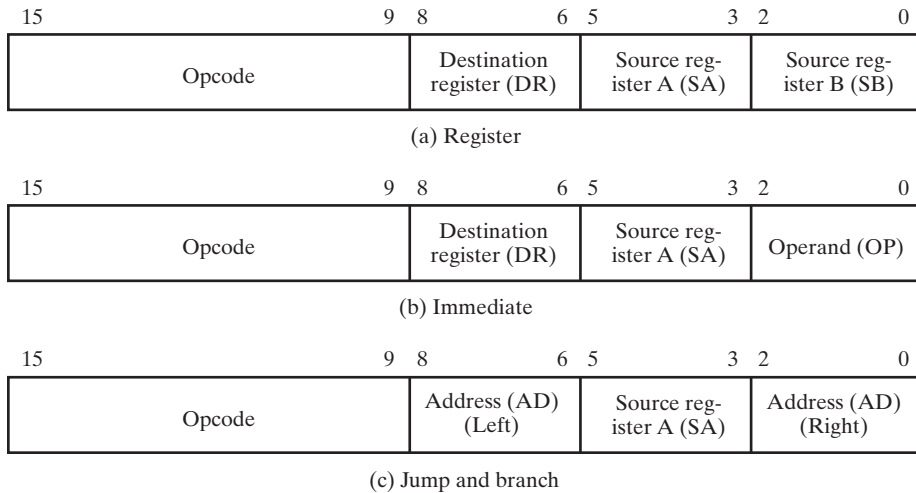 15 9 8 6 5 3 2 0
Opcode
Destination
register (DR)
Source reg-
ister A (SA)
Source reg-
ister B (SB)
(a) Register
15 9 8 6 5 3 2 0
Opcode
Destination
register (DR)
Source reg-
ister A (SA)
Operand (OP)
(b) Immediate
15 9 8 6 5 3 2 0
Opcode
Address (AD)
(Left)
Source reg-
ister A (SA)
Address (AD)
(Right)
(c) Jump and branch